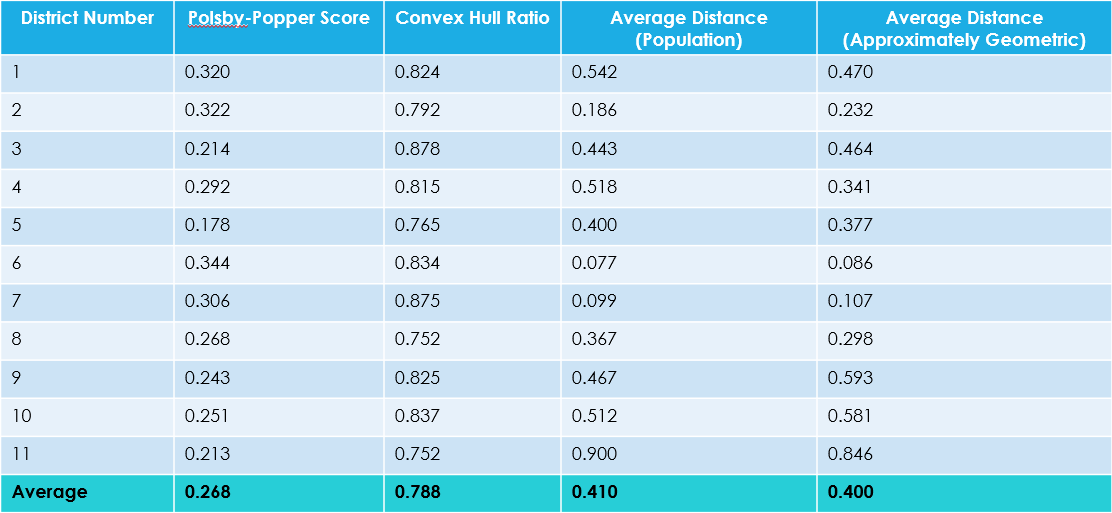 District Number Polsby-Popper Score Convex Hull Ratio Average Distance (Population) Average Distance (Approximately Geometric)
1 0.320 0.824 0.542 0.470
2 0.322 0.792 0.186 0.232
3 0.214 0.878 0.443 0.464
4 0.292 0.815 0.518 0.341
5 0.178 0.765 0.400 0.377
6 0.344 0.834 0.077 0.086
7 0.306 0.875 0.099 0.107
8 0.268 0.752 0.367 0.298
9 0.243 0.825 0.467 0.593
10 0.251 0.837 0.512 0.581
11 0.213 0.752 0.900 0.846
Average 0.268 0.788 0.410 0.400